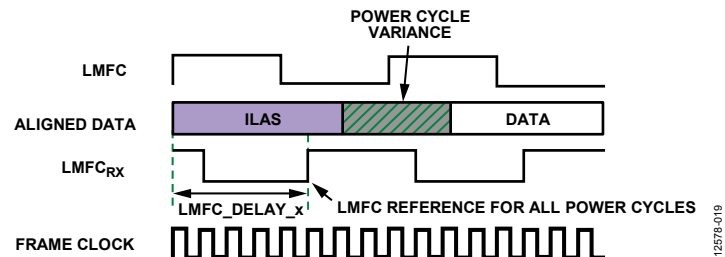 POWER CYCLE
VARIANCE
LMFC
ALIGNED DATA
ILAS
DATA
LMFCRX
LMFC_DELAY_x
LMFC REFERENCE FOR ALL POWER CYCLES
FRAME CLOCK
12578-019